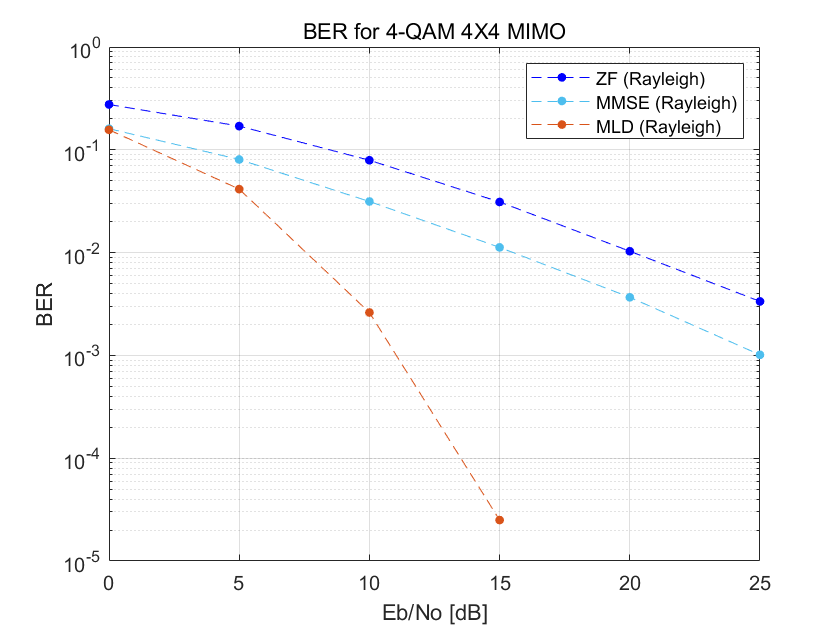 BER for 4-QAM 4X4 MIMO
ZF (Rayleigh)
MMSE (Rayleigh)
MLD (Rayleigh)
10^0
10^-1
10^-2
10^-3
10^-4
10^-5
BER
0 5 10 15 20 25
Eb/No [dB]